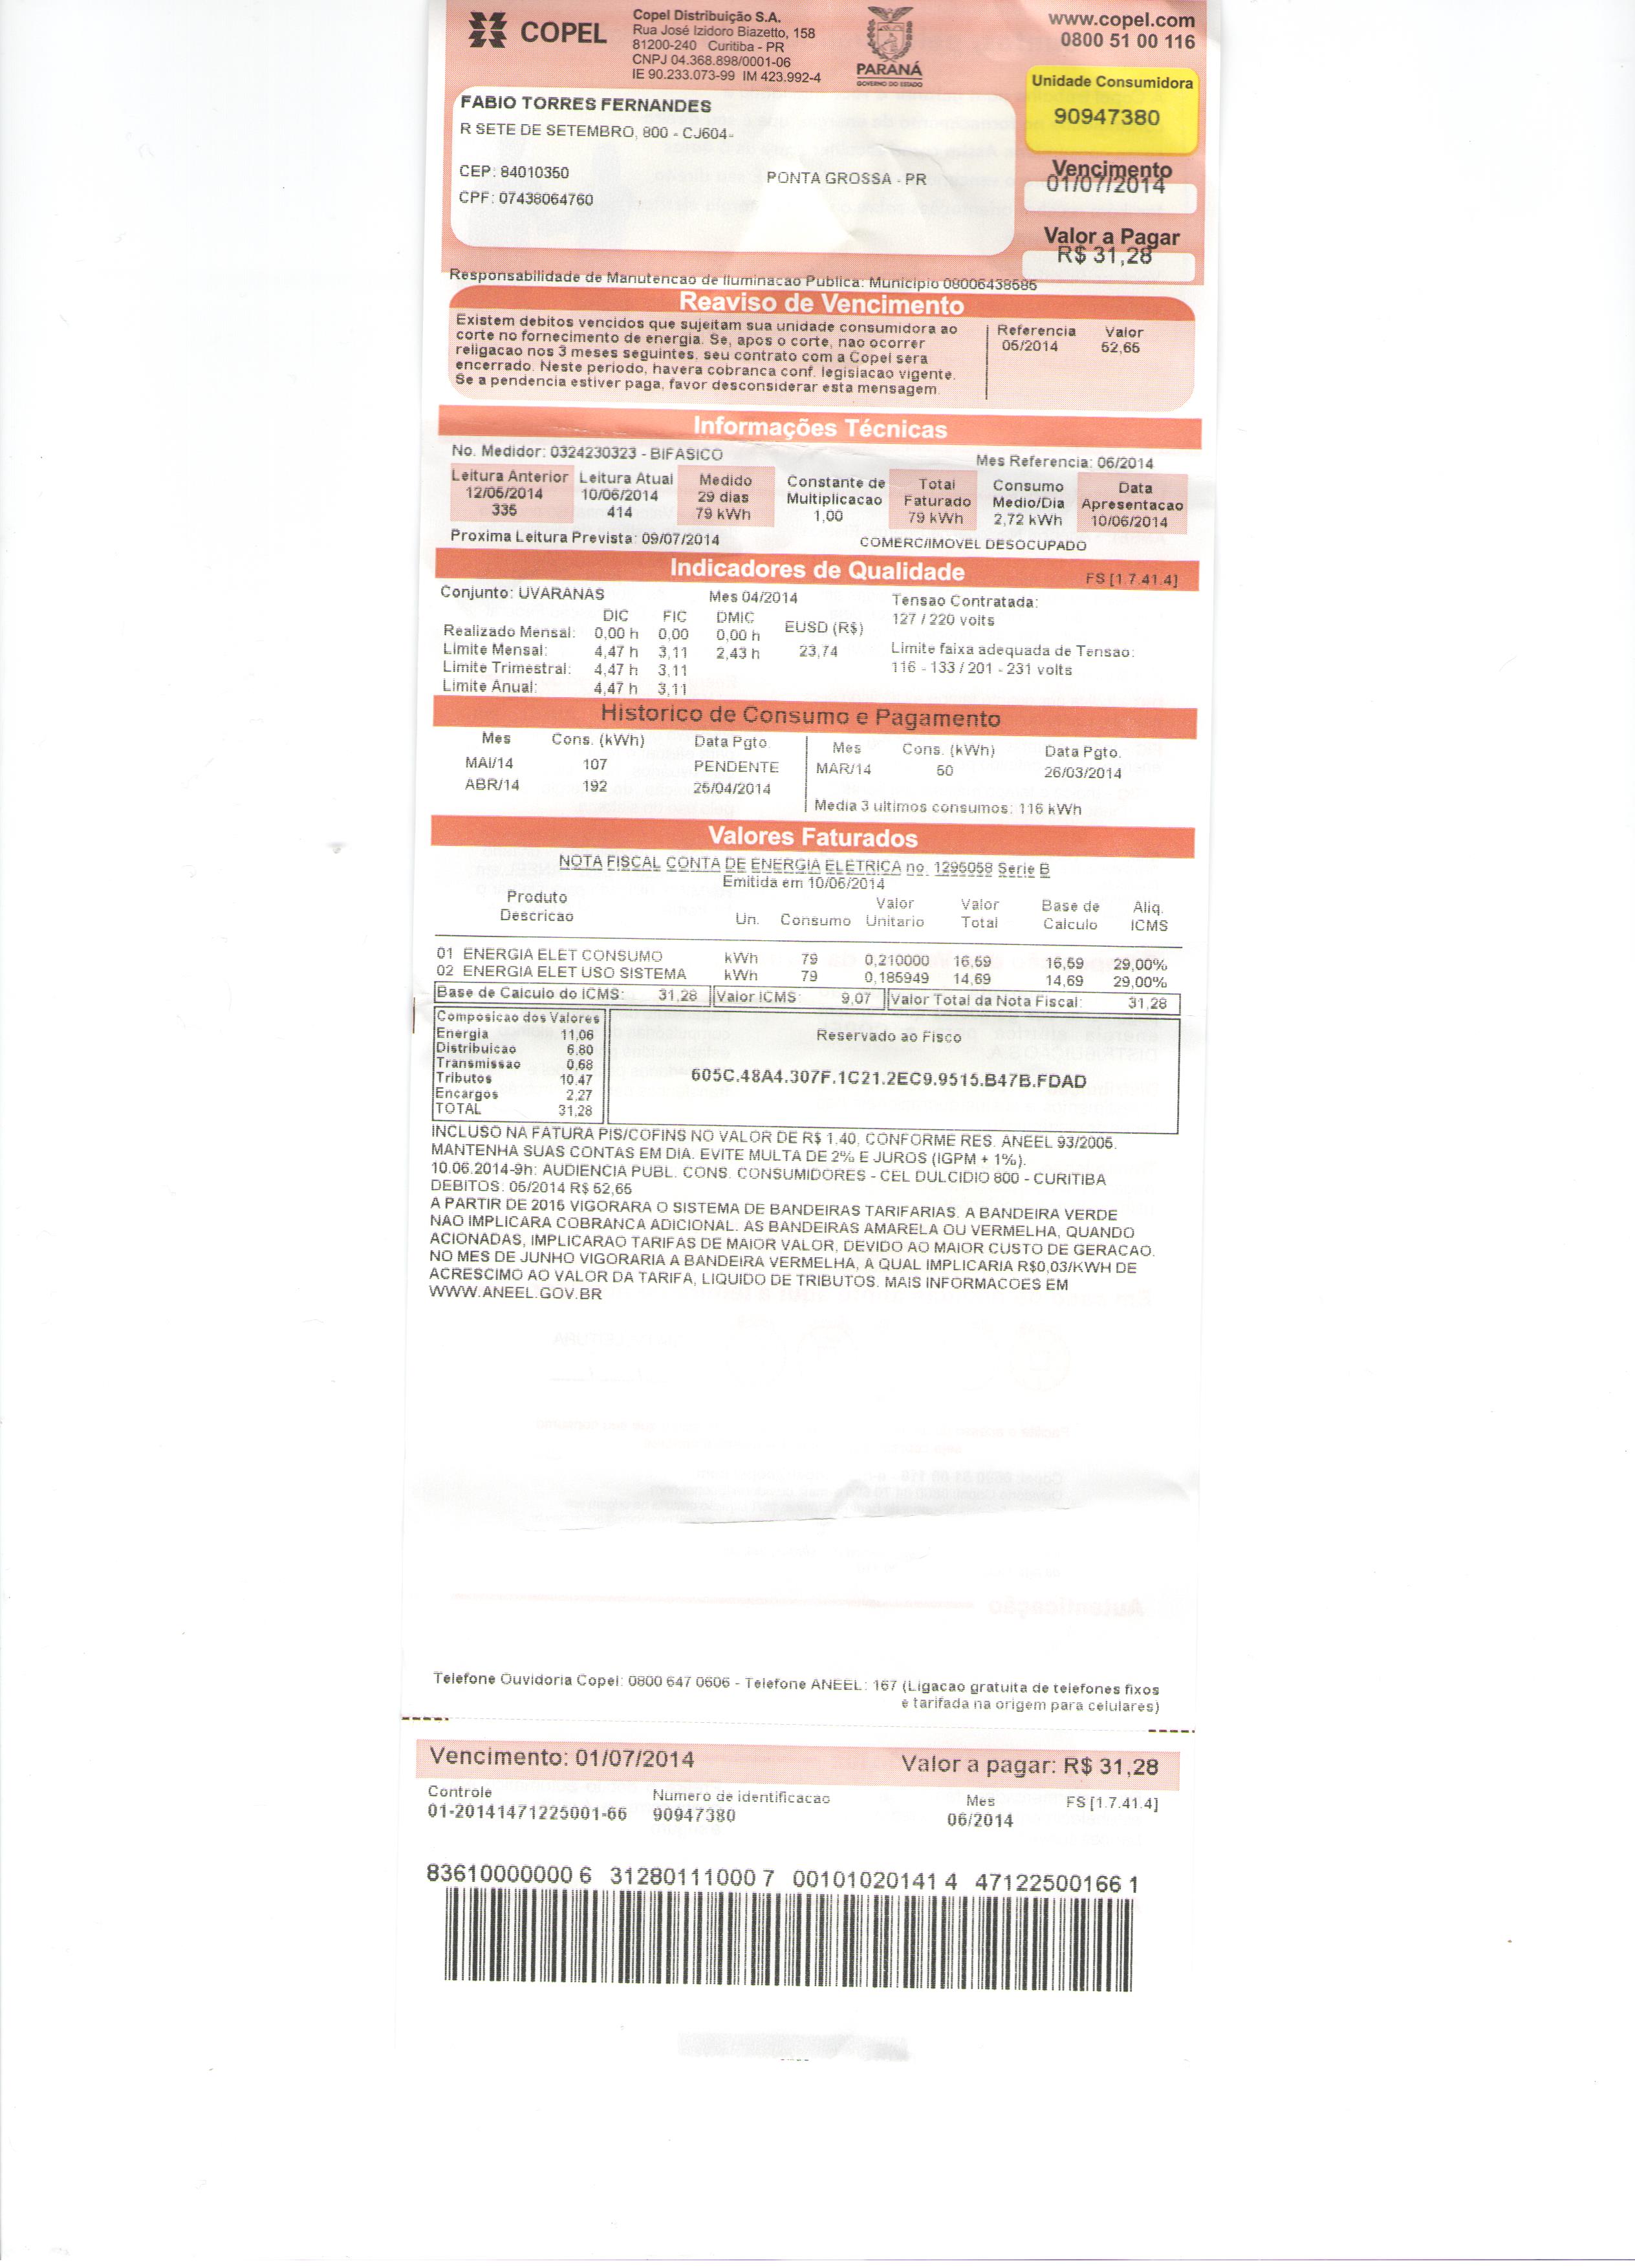 COPEL
Copel Distribuição S.A.
Rua José Izidoro Biazetto, 158
81200-240 Curitiba - PR
CNPJ 04.368.898/0001-06
IE 90.233.073-99 IM 423.992-4
PARANÁ
GOVERNO DO ESTADO
www.copel.com
0800 51 00 116
Unidade Consumidora
90947380
FABIO TORRES FERNANDES
R SETE DE SETEMBRO, 800 - CJ604-
CEP: 84010350 PONTA GROSSA - PR
CPF: 07438064760
Vencimento
01/07/2014
Valor a Pagar
R$ 31,28
Responsabilidade de Manutencao de Iluminacao Publica: Municipio 08006438585
Reaviso de Vencimento
Existem debitos vencidos que sujeitam sua unidade consumidora ao
corte no fornecimento de energia. Se, apos o corte, nao ocorrer
religacao nos 3 meses seguintes, seu contrato com a Copel sera
encerrado. Neste periodo, havera cobranca conf. legislacao vigente.
Se a pendencia estiver paga, favor desconsiderar esta mensagem.
Referencia Valor
05/2014 52,65
Informações Técnicas
No. Medidor: 0324230323 - BIFASICO Mes Referencia: 06/2014
Leitura Anterior Leitura Atual Medido Constante de Total Consumo Data
12/05/2014 10/06/2014 29 dias Multiplicacao Faturado Medio/Dia Apresentacao
335 414 79 kWh 1,00 79 kWh 2,72 kWh 10/06/2014
Proxima Leitura Prevista: 09/07/2014 COMERC/IMOVEL DESOCUPADO
Indicadores de Qualidade FS [1.7.41.4]
Conjunto: UVARANAS Mes 04/2014 Tensao Contratada:
DIC FIC DMIC EUSD (R$) 127 / 220 volts
Realizado Mensal: 0,00 h 0,00 0,00 h
Limite Mensal: 4,47 h 3,11 2,43 h 23,74 Limite faixa adequada de Tensao:
Limite Trimestral: 4,47 h 3,11 116 - 133 / 201 - 231 volts
Limite Anual: 4,47 h 3,11
Historico de Consumo e Pagamento
Mes Cons. (kWh) Data Pgto. Mes Cons. (kWh) Data Pgto.
MAI/14 107 PENDENTE MAR/14 50 26/03/2014
ABR/14 192 25/04/2014
Media 3 ultimos consumos: 116 kWh
Valores Faturados
NOTA FISCAL CONTA DE ENERGIA ELETRICA no. 1295058 Serie B
Emitida em 10/06/2014
Produto Valor Valor Base de Aliq.
Descricao Un. Consumo Unitario Total Calculo ICMS
01 ENERGIA ELET CONSUMO kWh 79 0,210000 16,59 16,59 29,00%
02 ENERGIA ELET USO SISTEMA kWh 79 0,185949 14,69 14,69 29,00%
Base de Calculo do ICMS: 31,28 Valor ICMS: 9,07 Valor Total da Nota Fiscal: 31,28
Composicao dos Valores
Energia 11,06
Distribuicao 6,80
Transmissao 0,68
Tributos 10,47
Encargos 2,27
TOTAL 31,28
Reservado ao Fisco
605C.48A4.307F.1C21.2EC9.9515.B47B.FDAD
INCLUSO NA FATURA PIS/COFINS NO VALOR DE R$ 1,40, CONFORME RES. ANEEL 93/2005.
MANTENHA SUAS CONTAS EM DIA. EVITE MULTA DE 2% E JUROS (IGPM + 1%).
10.06.2014-9h: AUDIENCIA PUBL. CONS. CONSUMIDORES - CEL DULCIDIO 800 - CURITIBA
DEBITOS: 05/2014 R$ 52,65
A PARTIR DE 2015 VIGORARA O SISTEMA DE BANDEIRAS TARIFARIAS. A BANDEIRA VERDE
NAO IMPLICARA COBRANCA ADICIONAL. AS BANDEIRAS AMARELA OU VERMELHA, QUANDO
ACIONADAS, IMPLICARAO TARIFAS DE MAIOR VALOR, DEVIDO AO MAIOR CUSTO DE GERACAO.
NO MES DE JUNHO VIGORARIA A BANDEIRA VERMELHA, A QUAL IMPLICARIA R$0,03/KWH DE
ACRESCIMO AO VALOR DA TARIFA, LIQUIDO DE TRIBUTOS. MAIS INFORMACOES EM
WWW.ANEEL.GOV.BR
Telefone Ouvidoria Copel: 0800 647 0606 - Telefone ANEEL: 167 (Ligacao gratuita de telefones fixos
e tarifada na origem para celulares)
Vencimento: 01/07/2014 Valor a pagar: R$ 31,28
Controle Numero de identificacao Mes FS [1.7.41.4]
01-20141471225001-66 90947380 06/2014
83610000000 6 31280111000 7 00101020141 4 47122500166 1